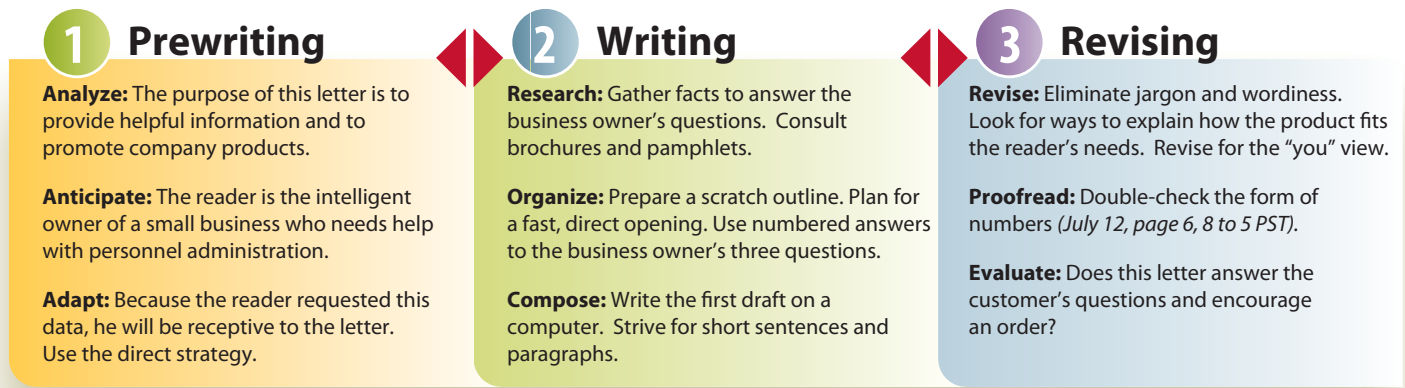 1 Prewriting
Analyze: The purpose of this letter is to
provide helpful information and to
promote company products.
Anticipate: The reader is the intelligent
owner of a small business who needs help
with personnel administration.
Adapt: Because the reader requested this
data, he will be receptive to the letter.
Use the direct strategy.
2 Writing
Research: Gather facts to answer the
business owner’s questions. Consult
brochures and pamphlets.
Organize: Prepare a scratch outline. Plan for
a fast, direct opening. Use numbered answers
to the business owner’s three questions.
Compose: Write the first draft on a
computer. Strive for short sentences and
paragraphs.
3 Revising
Revise: Eliminate jargon and wordiness.
Look for ways to explain how the product fits
the reader’s needs. Revise for the “you” view.
Proofread: Double-check the form of
numbers (July 12, page 6, 8 to 5 PST).
Evaluate: Does this letter answer the
customer’s questions and encourage
an order?